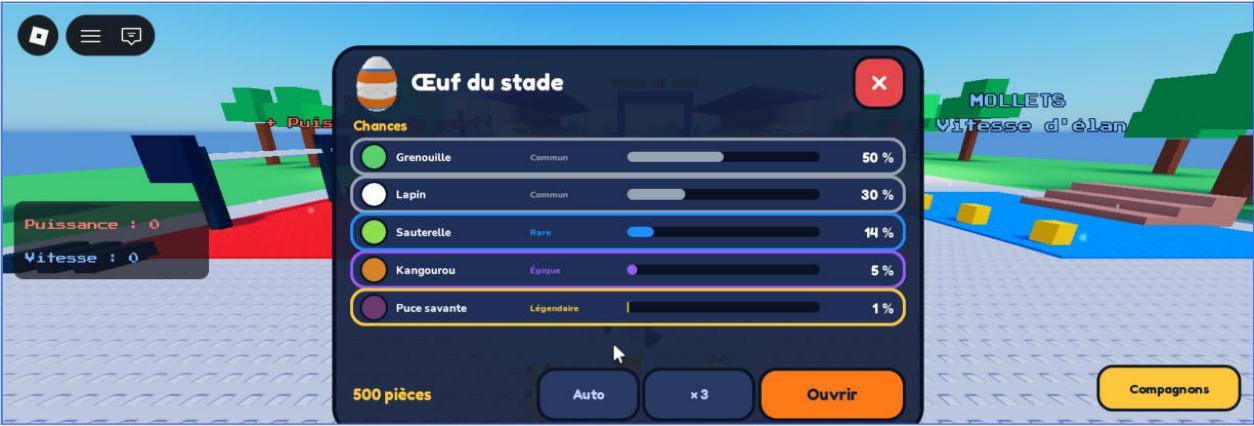 Œuf du stade
×
Chances
Grenouille Commun 50 %
Lapin Commun 30 %
Sauterelle Rare 14 %
Kangourou Épique 5 %
Puce savante Légendaire 1 %
500 pièces
Auto
×3
Ouvrir
+ Puis
MOLLETS
Vitesse d'élan
Puissance : 0
Vitesse : 0
Compagnons